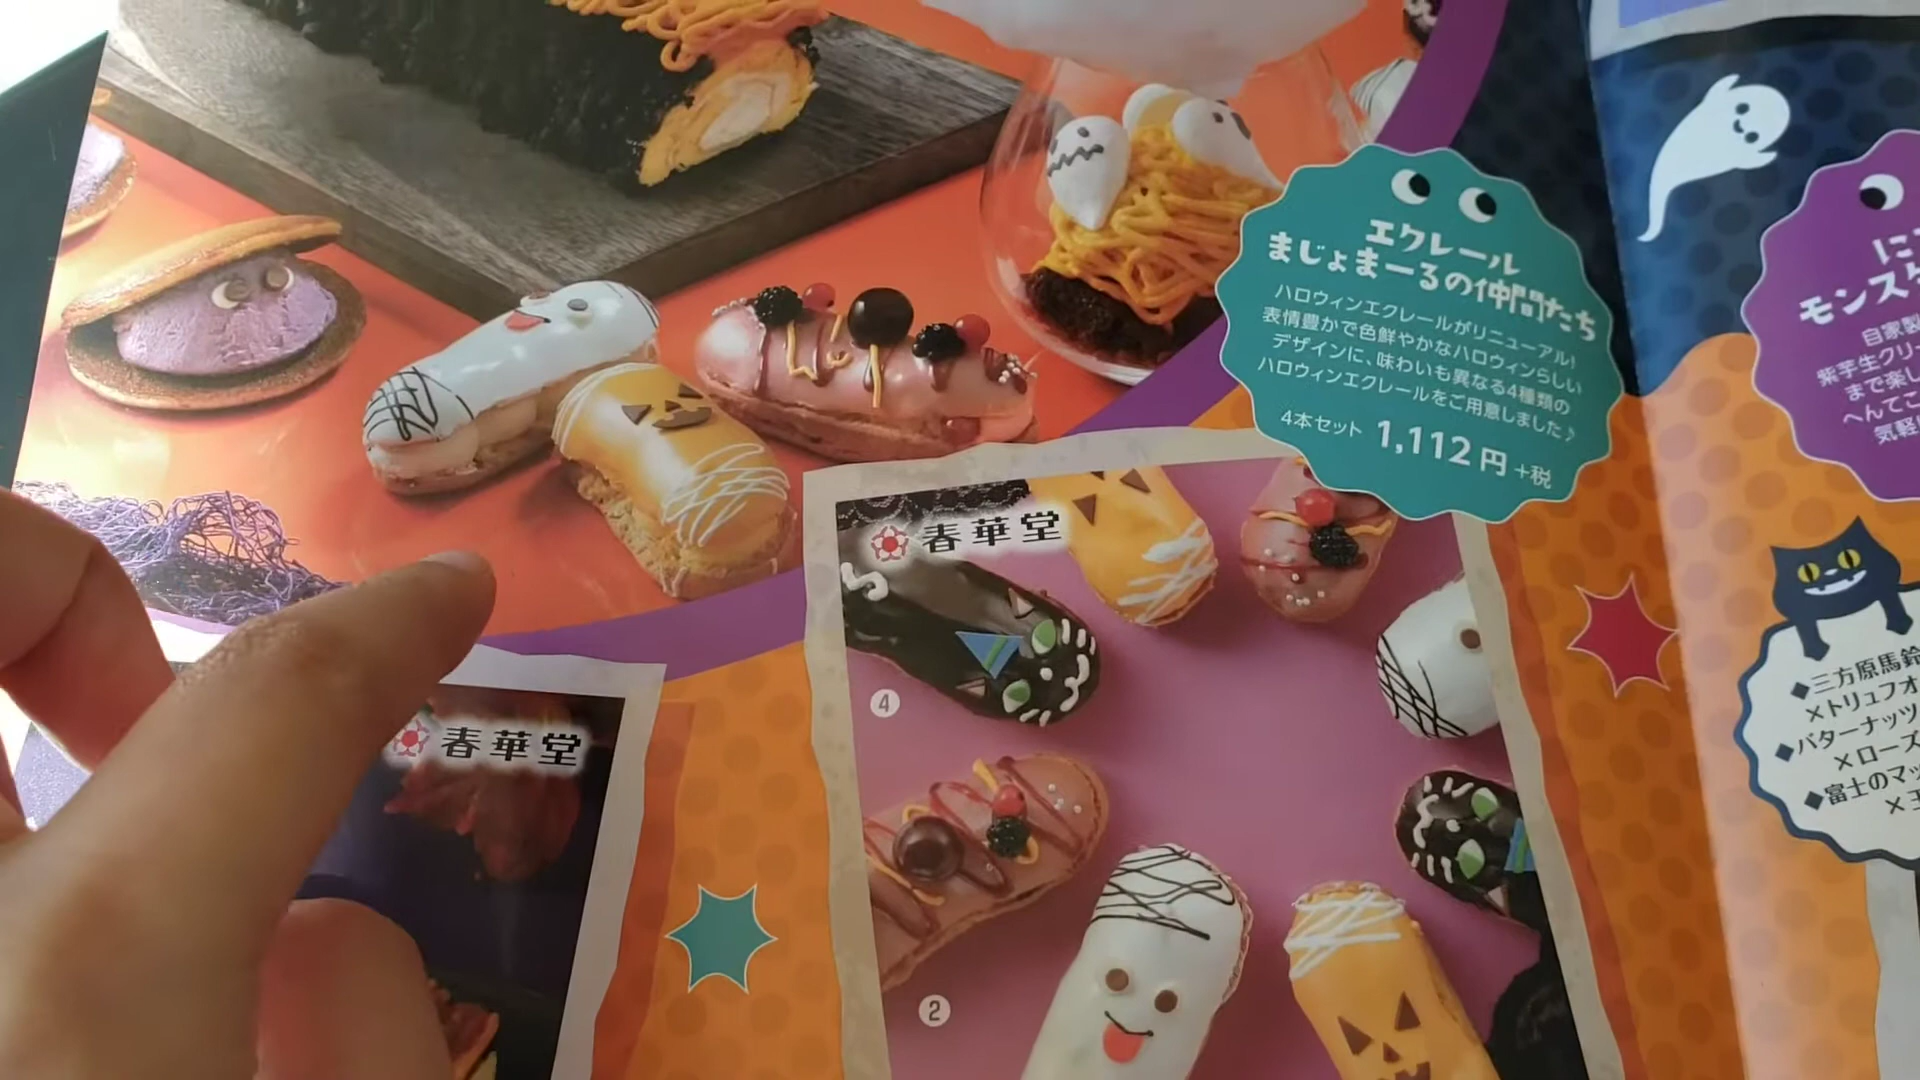 エクレール
まじょまーるの仲間たち
ハロウィンエクレールがリニューアル!
表情豊かで色鮮やかなハロウィンらしい
デザインに、味わいも異なる4種類の
ハロウィンエクレールをご用意しました♪
4本セット 1,112円+税
春華堂
4
2
春華堂
モンス
自家製
紫芋生クリー
まで楽し
へんてこ
気軽
◆三方原馬鈴
×トリュフオ
◆バターナッツ
×ローズ
◆富士のマッ